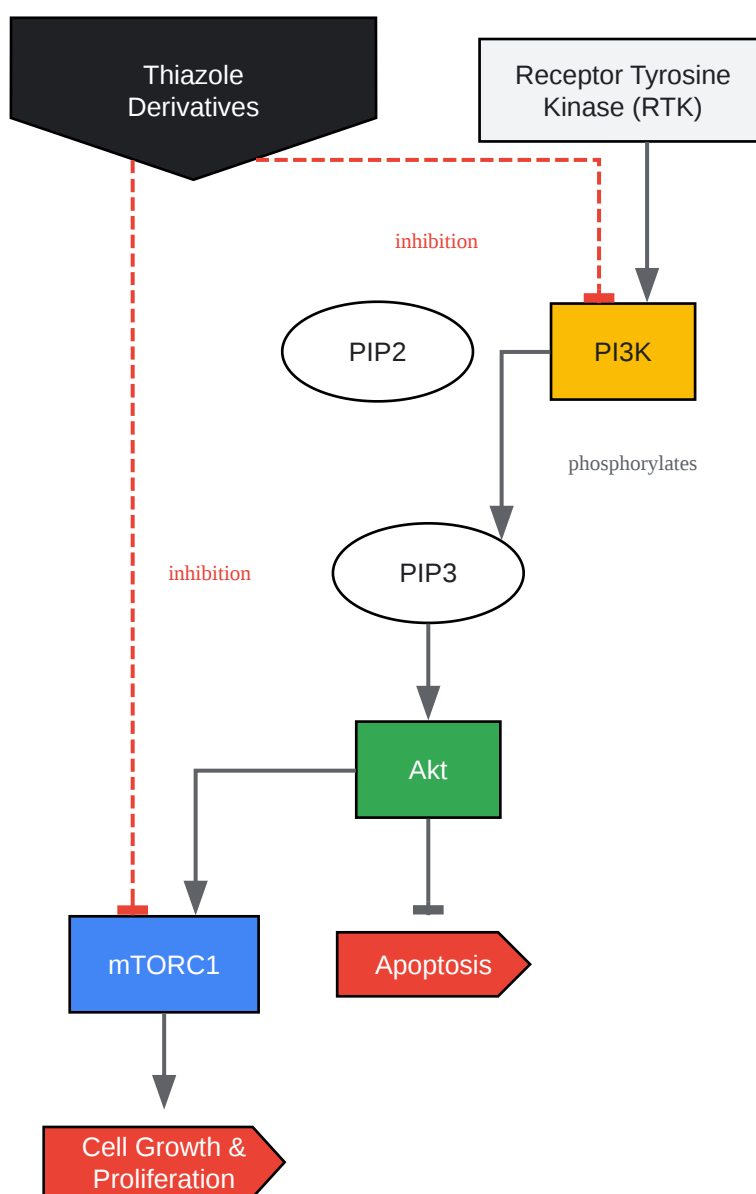 Thiazole
Derivatives
Receptor Tyrosine
Kinase (RTK)
inhibition
PIP2
PI3K
phosphorylates
inhibition
PIP3
Akt
mTORC1
Apoptosis
Cell Growth &
Proliferation